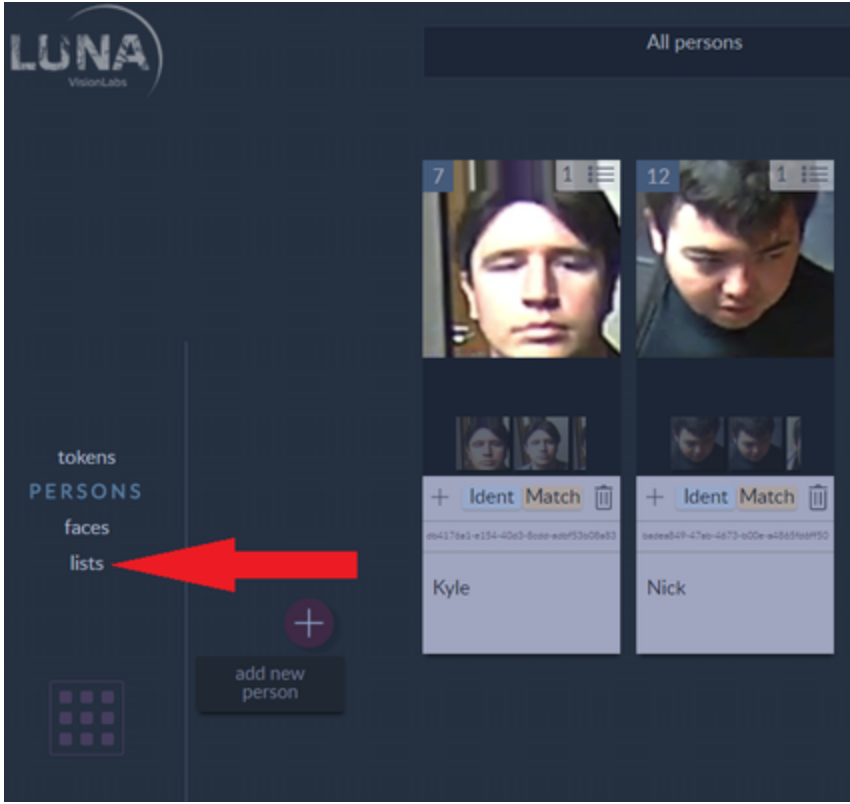 LUNA
VisionLabs
All persons
7
1
12
1
tokens
PERSONS
faces
lists
add new
person
Ident Match
Kyle
Ident Match
Nick